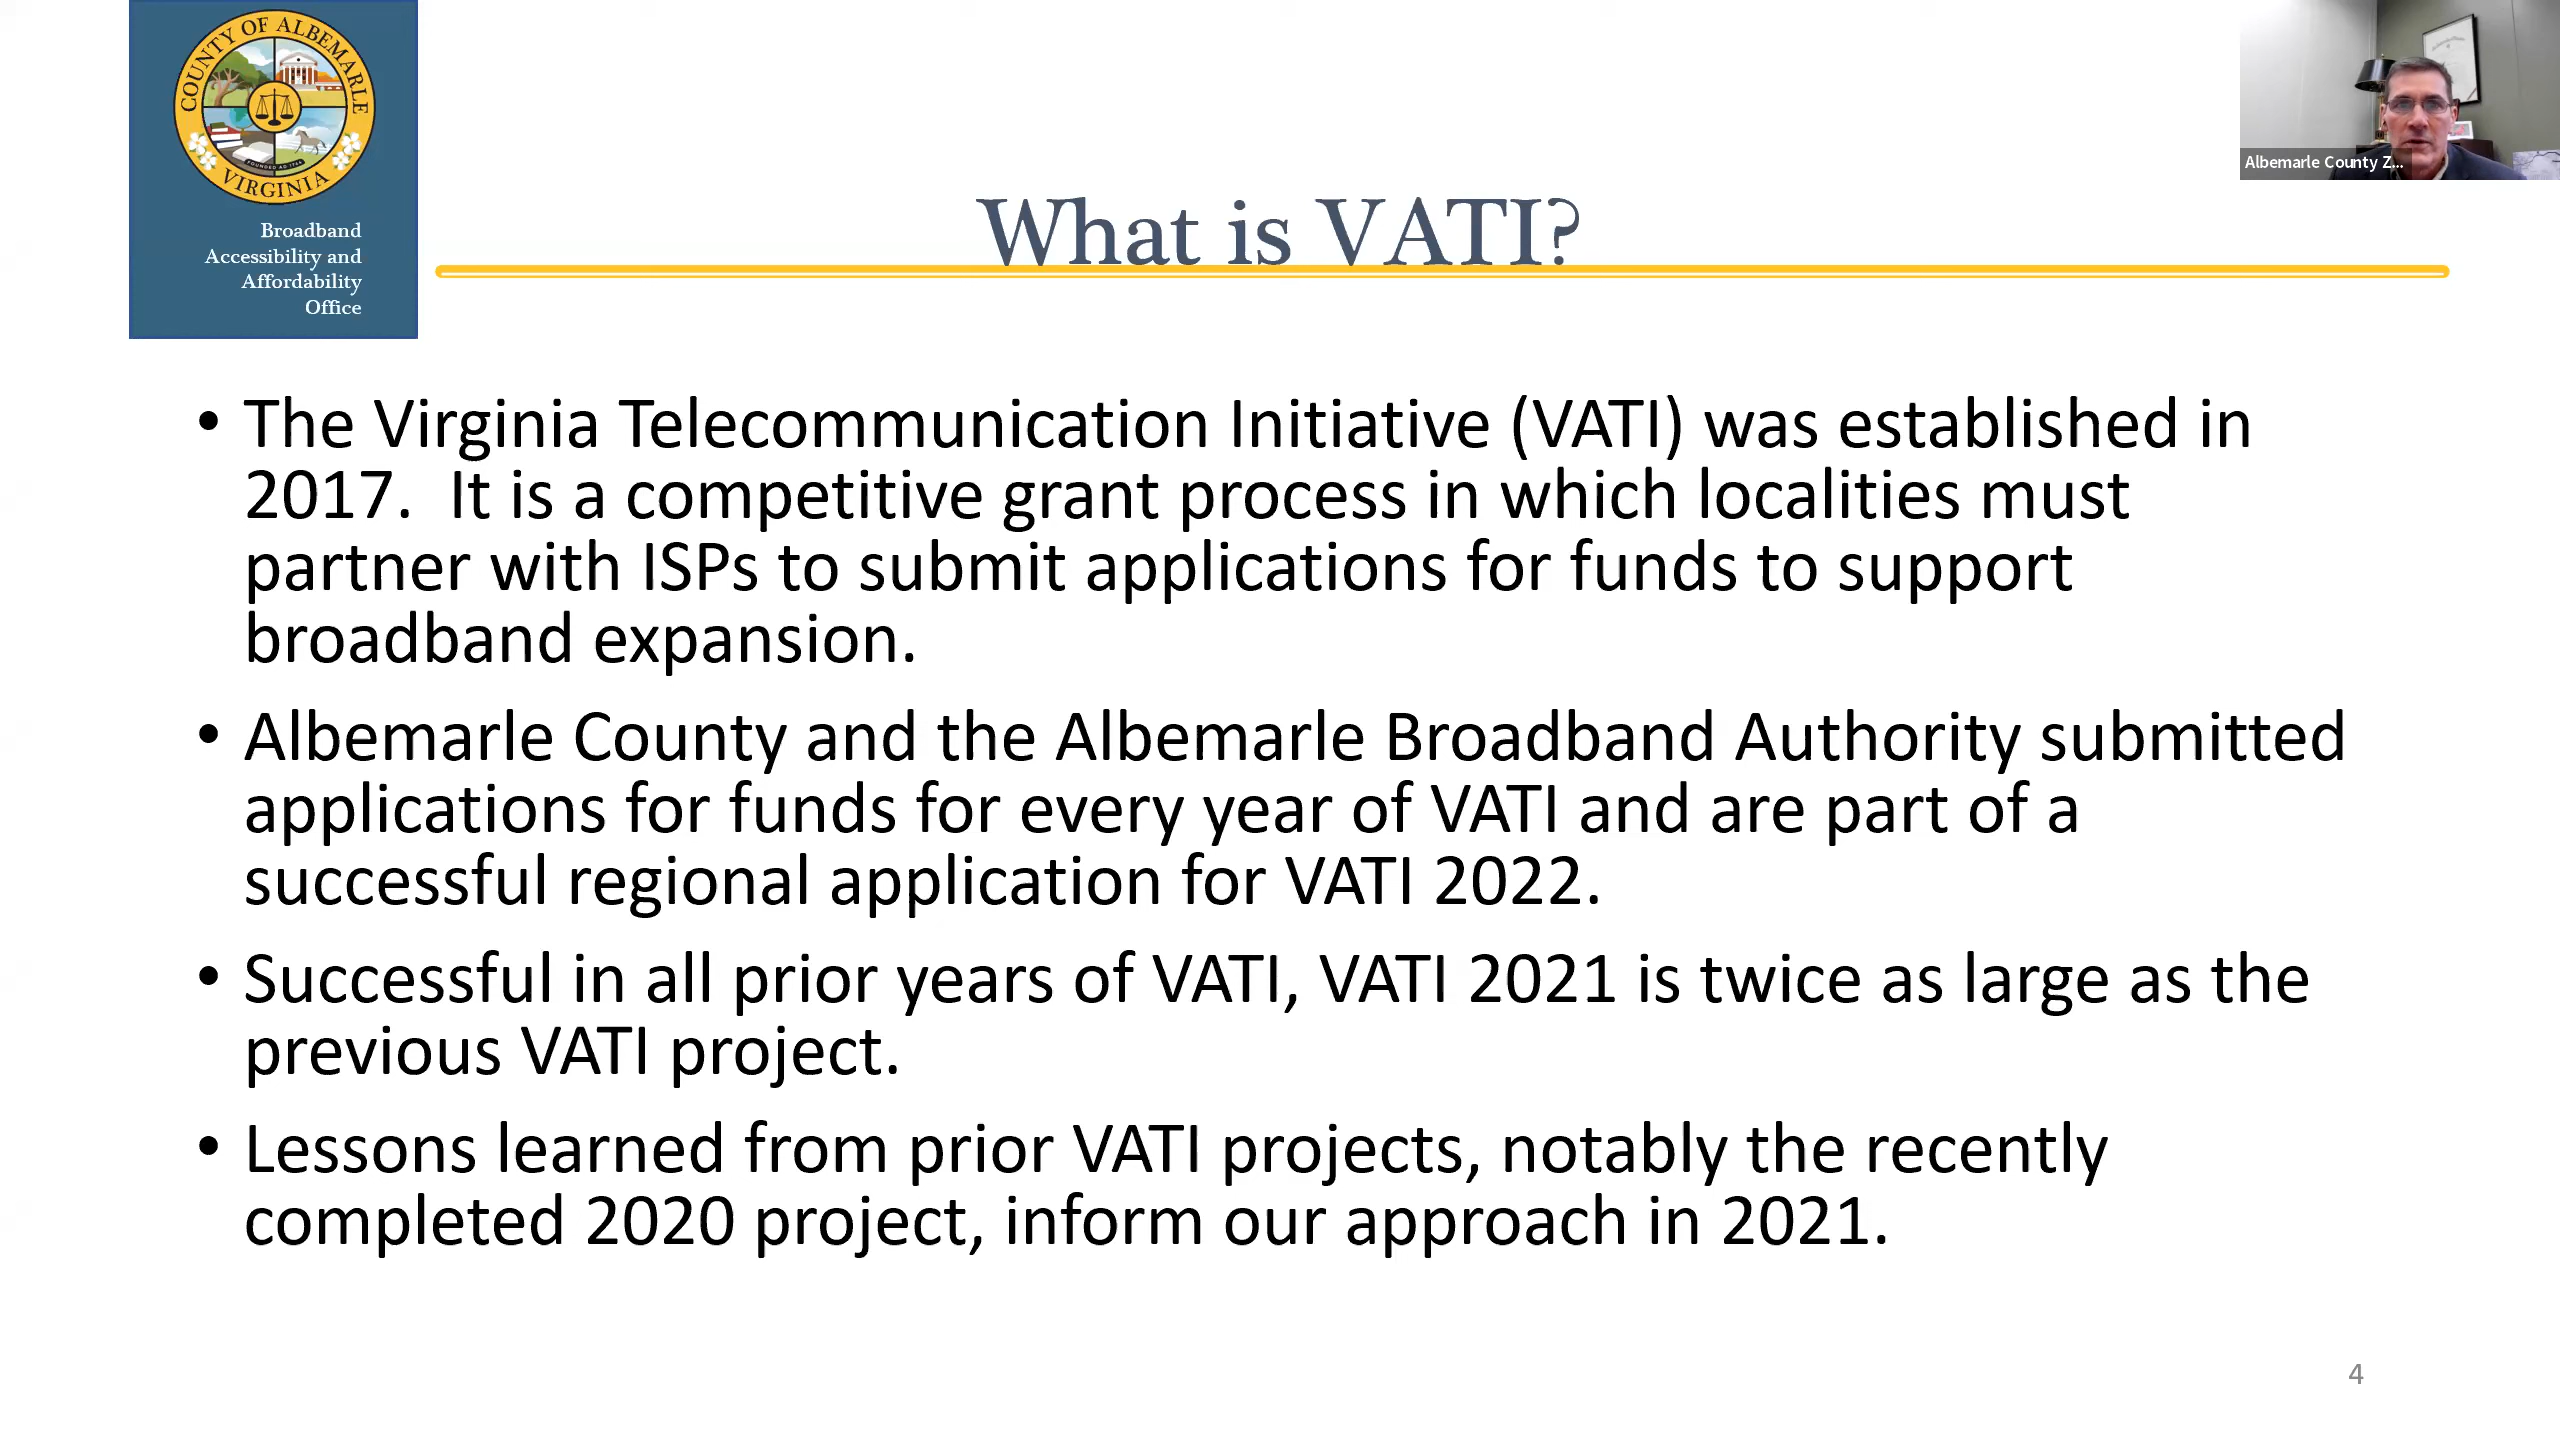 COUNTY OF ALBEMARLE
VIRGINIA
Broadband
Accessibility and
Affordability
Office
Albemarle County Z...
What is VATI?
• The Virginia Telecommunication Initiative (VATI) was established in
2017.  It is a competitive grant process in which localities must
partner with ISPs to submit applications for funds to support
broadband expansion.
• Albemarle County and the Albemarle Broadband Authority submitted
applications for funds for every year of VATI and are part of a
successful regional application for VATI 2022.
• Successful in all prior years of VATI, VATI 2021 is twice as large as the
previous VATI project.
• Lessons learned from prior VATI projects, notably the recently
completed 2020 project, inform our approach in 2021.
4